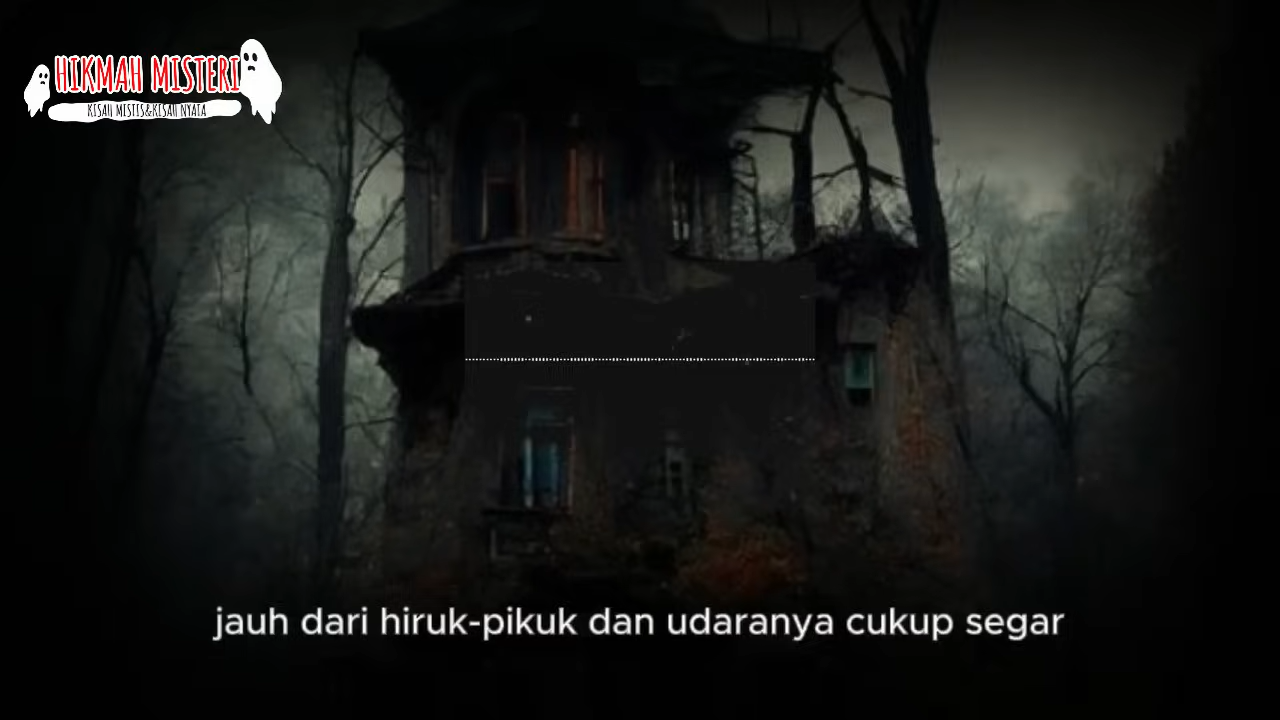 HIKMAH MISTERI
KISAH MISTIS&KISAH NYATA
jauh dari hiruk-pikuk dan udaranya cukup segar